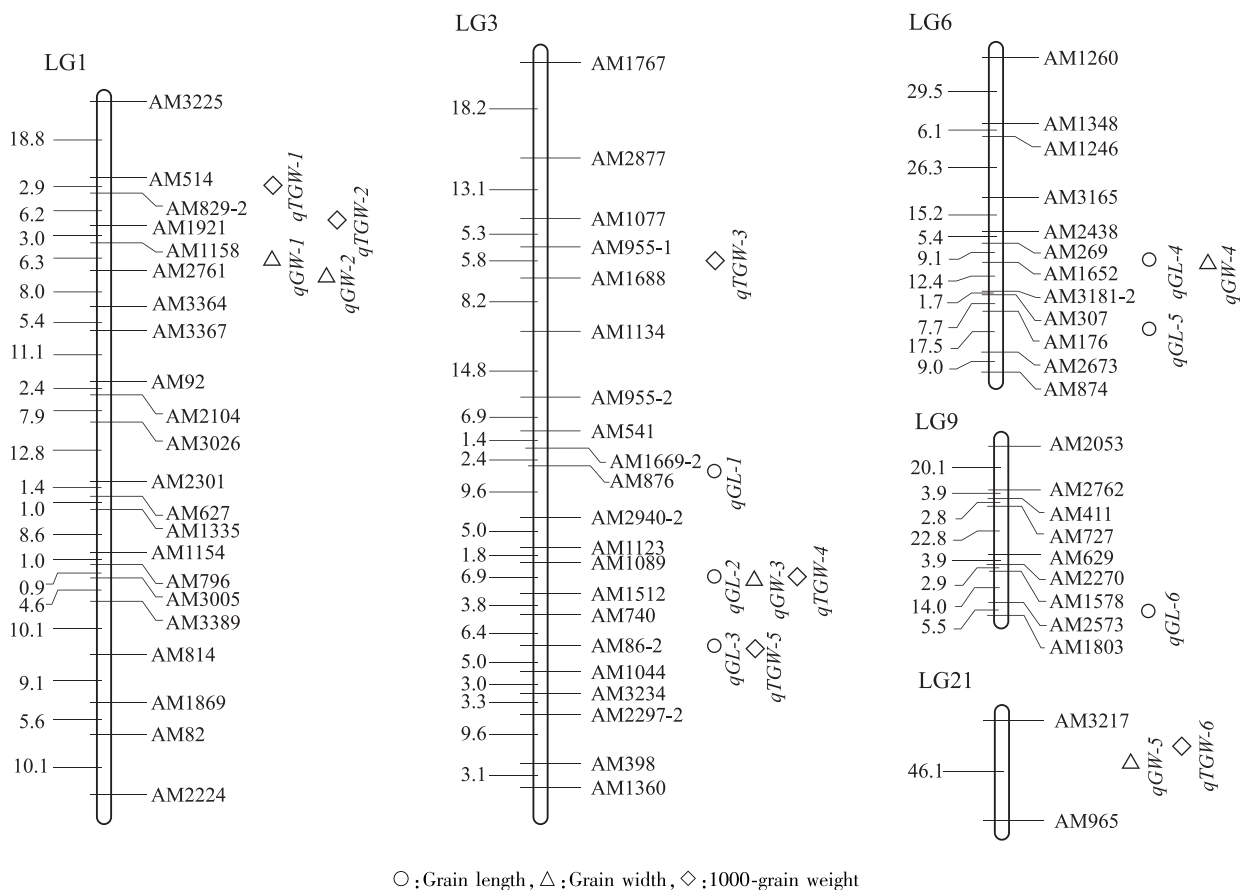 LG1
AM3225
18.8
AM514
2.9
AM829-2
6.2
AM1921
3.0
AM1158
6.3
AM2761
8.0
AM3364
5.4
AM3367
11.1
AM92
2.4
AM2104
7.9
AM3026
12.8
AM2301
1.4
AM627
1.0
AM1335
8.6
AM1154
1.0
AM796
0.9
AM3005
4.6
AM3389
10.1
AM814
9.1
AM1869
5.6
AM82
10.1
AM2224
qTGW-1
qTGW-2
qGW-1
qGW-2
LG3
AM1767
18.2
AM2877
13.1
AM1077
5.3
AM955-1
5.8
AM1688
8.2
AM1134
14.8
AM955-2
6.9
AM541
1.4
AM1669-2
2.4
AM876
9.6
AM2940-2
5.0
AM1123
1.8
AM1089
6.9
AM1512
3.8
AM740
6.4
AM86-2
5.0
AM1044
3.0
AM3234
3.3
AM2297-2
9.6
AM398
3.1
AM1360
qTGW-3
qGL-1
qGL-2
qGW-3
qTGW-4
qGL-3
qTGW-5
LG6
AM1260
29.5
AM1348
6.1
AM1246
26.3
AM3165
15.2
AM2438
5.4
AM269
9.1
AM1652
12.4
AM3181-2
1.7
AM307
7.7
AM176
17.5
AM2673
9.0
AM874
qGL-4
qGW-4
qGL-5
LG9
AM2053
20.1
AM2762
3.9
AM411
2.8
AM727
22.8
AM629
3.9
AM2270
2.9
AM1578
14.0
AM2573
5.5
AM1803
qGL-6
LG21
AM3217
46.1
AM965
qGW-5
qTGW-6
○:Grain length, △:Grain width, ◇:1000-grain weight